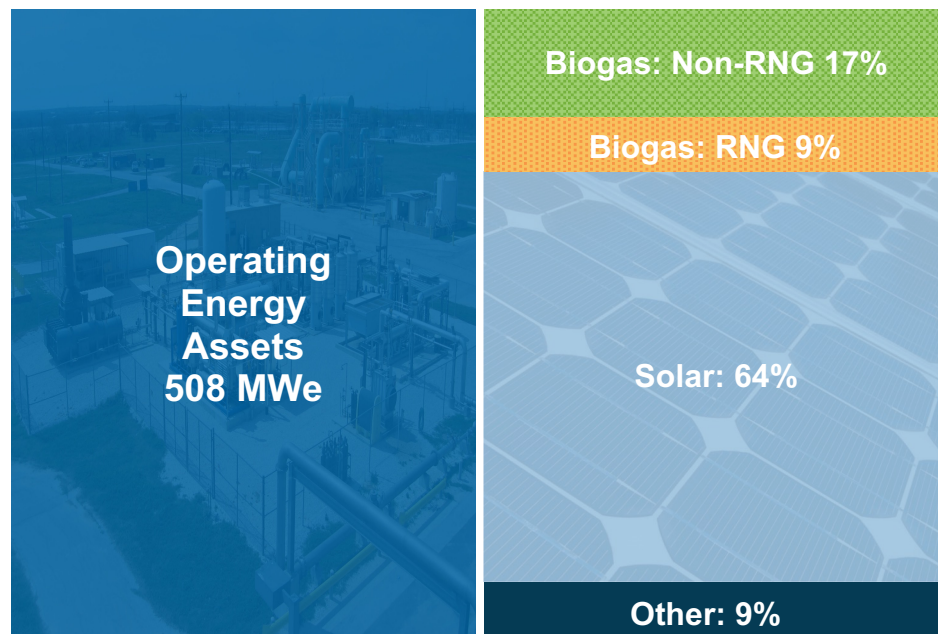 Operating
Energy
Assets
508 MWe
Biogas: Non-RNG 17%
Biogas: RNG 9%
Solar: 64%
Other: 9%